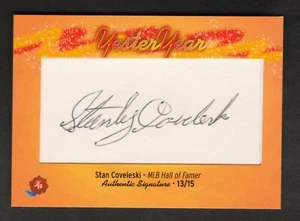 YesterYear
Stanley Coveleski
Stan Coveleski • MLB Hall of Famer
Authentic Signature • 13/15